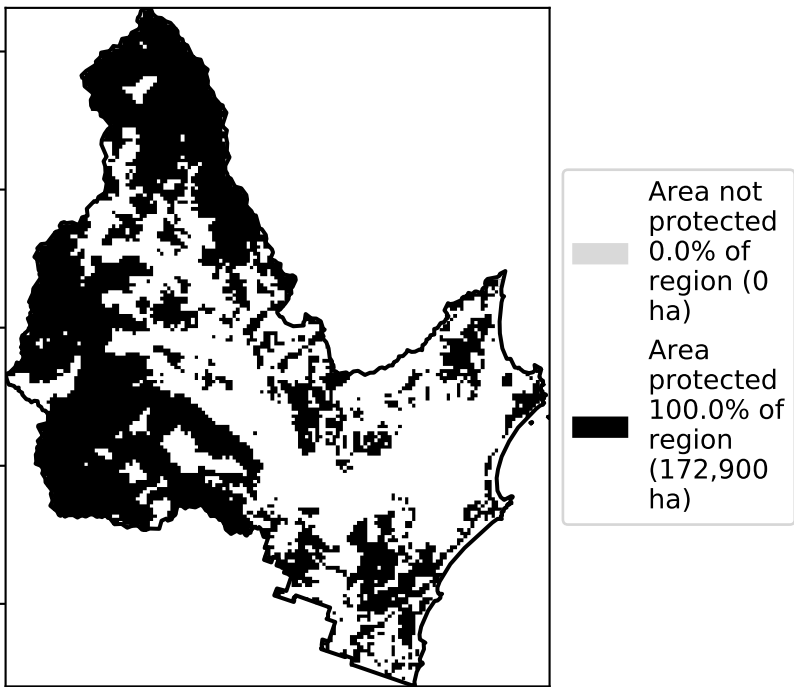 Area not
protected
0.0% of
region (0
ha)
Area
protected
100.0% of
region
(172,900
ha)